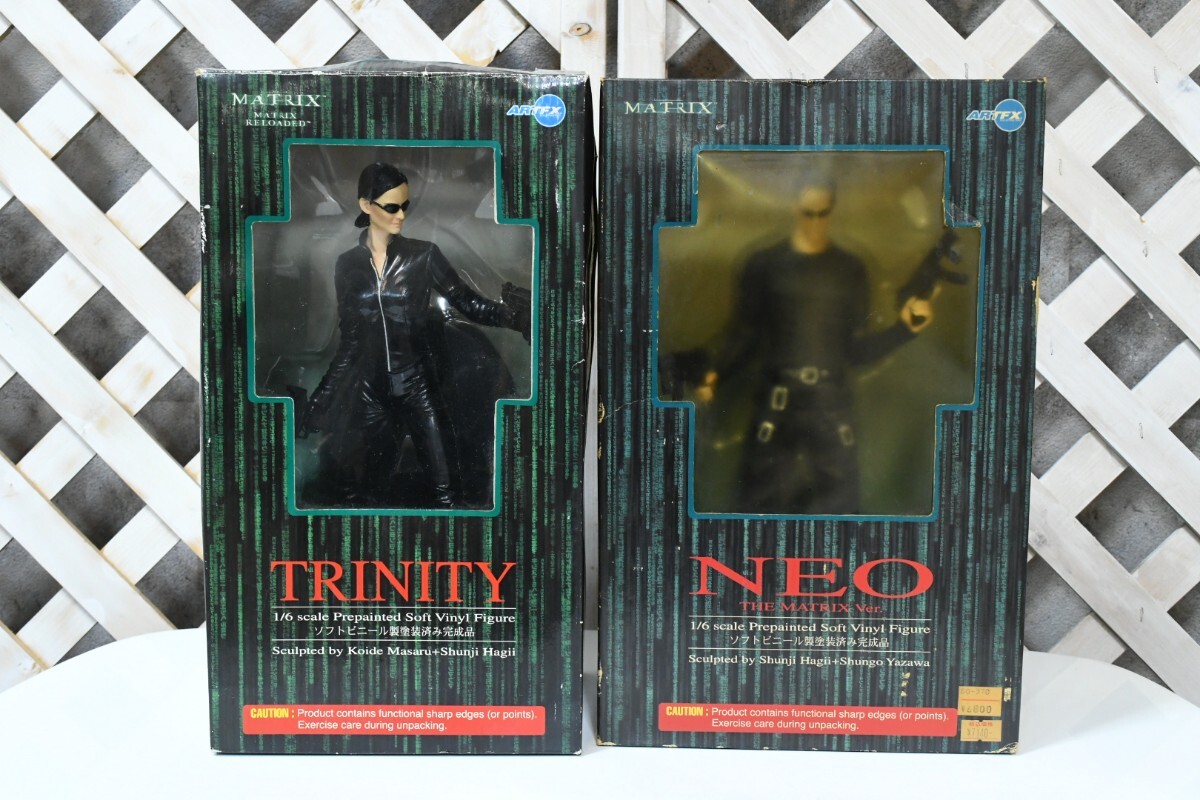 MATRIX
MATRIX
RELOADED™
ARTFX
TRINITY
1/6 scale Prepainted Soft Vinyl Figure
ソフトビニール製塗装済み完成品
Sculpted by Koide Masaru+Shunji Hagii
CAUTION : Product contains functional sharp edges (or points).
Exercise care during unpacking.
MATRIX
ARTFX
NEO
THE MATRIX Ver.
1/6 scale Prepainted Soft Vinyl Figure
ソフトビニール製塗装済み完成品
Sculpted by Shunji Hagii+Shungo Yazawa
CAUTION : Product contains functional sharp edges (or points).
Exercise care during unpacking.
¥6800